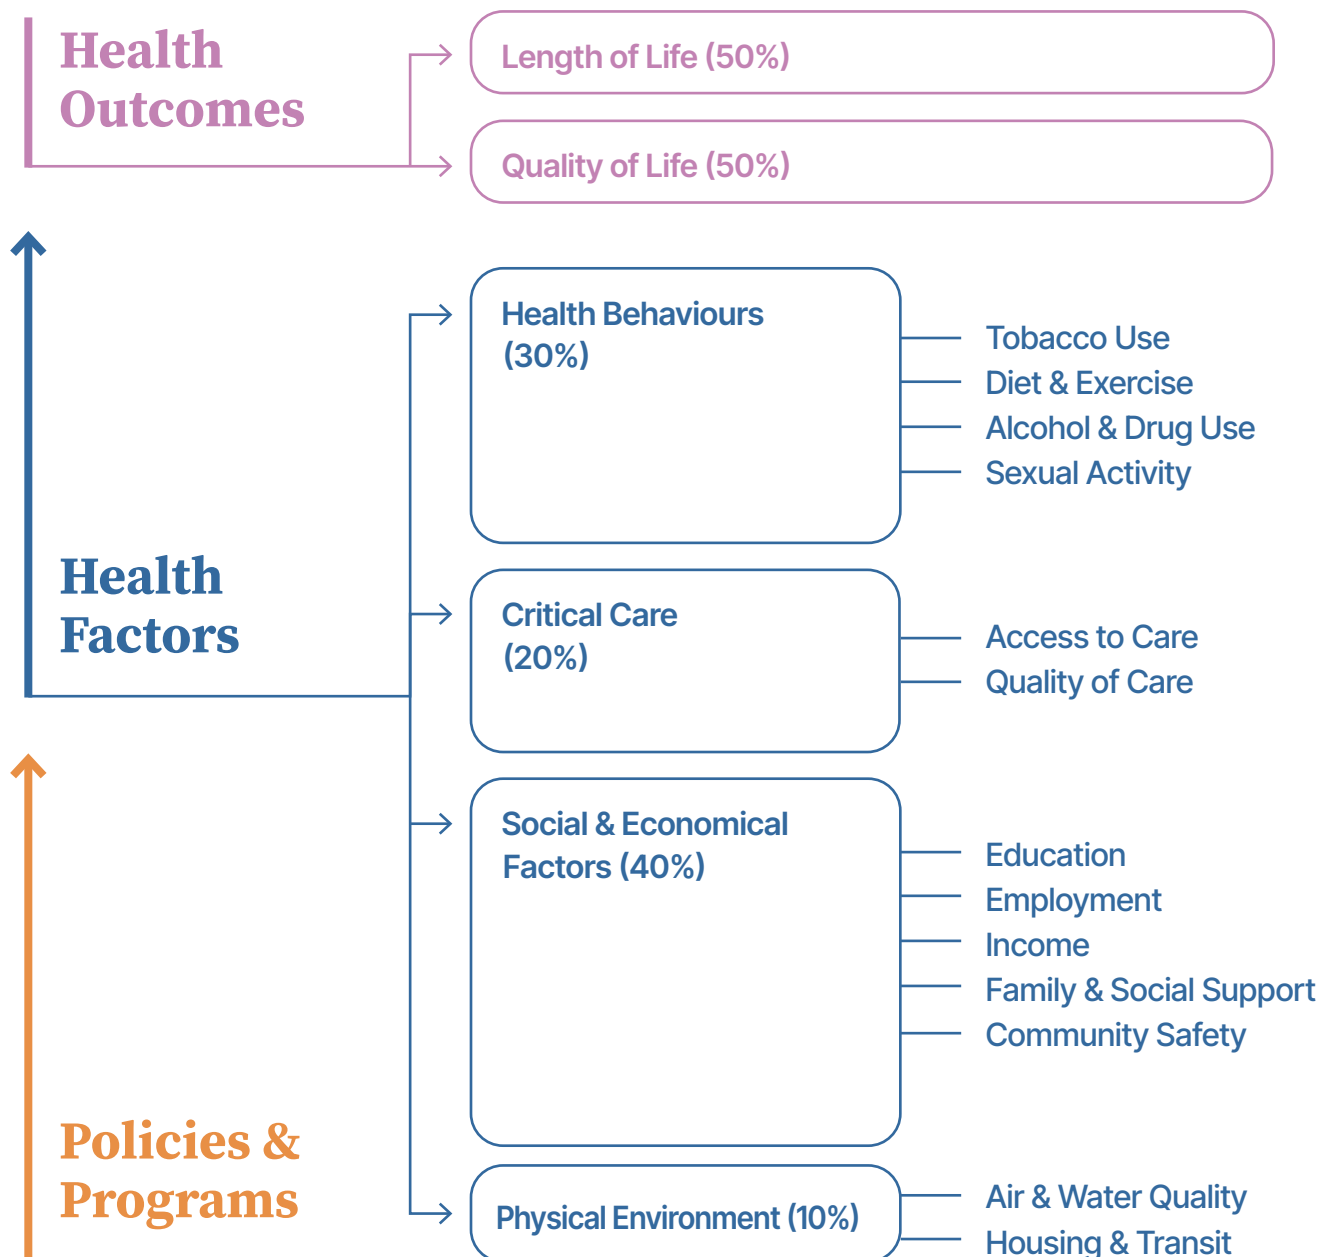 Health
Outcomes
Length of Life (50%)
Quality of Life (50%)
Health
Factors
Health Behaviours
(30%)
Tobacco Use
Diet & Exercise
Alcohol & Drug Use
Sexual Activity
Critical Care
(20%)
Access to Care
Quality of Care
Social & Economical
Factors (40%)
Education
Employment
Income
Family & Social Support
Community Safety
Policies &
Programs
Physical Environment (10%)
Air & Water Quality
Housing & Transit